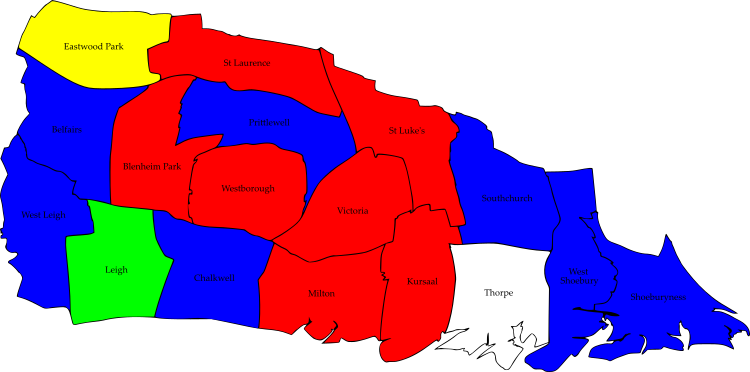 Eastwood Park
St Laurence
Belfairs
Prittlewell
St Luke's
Blenheim Park
Westborough
Southchurch
West Leigh
Victoria
Leigh
Chalkwell
Milton
Kursaal
Thorpe
West
Shoebury
Shoeburyness